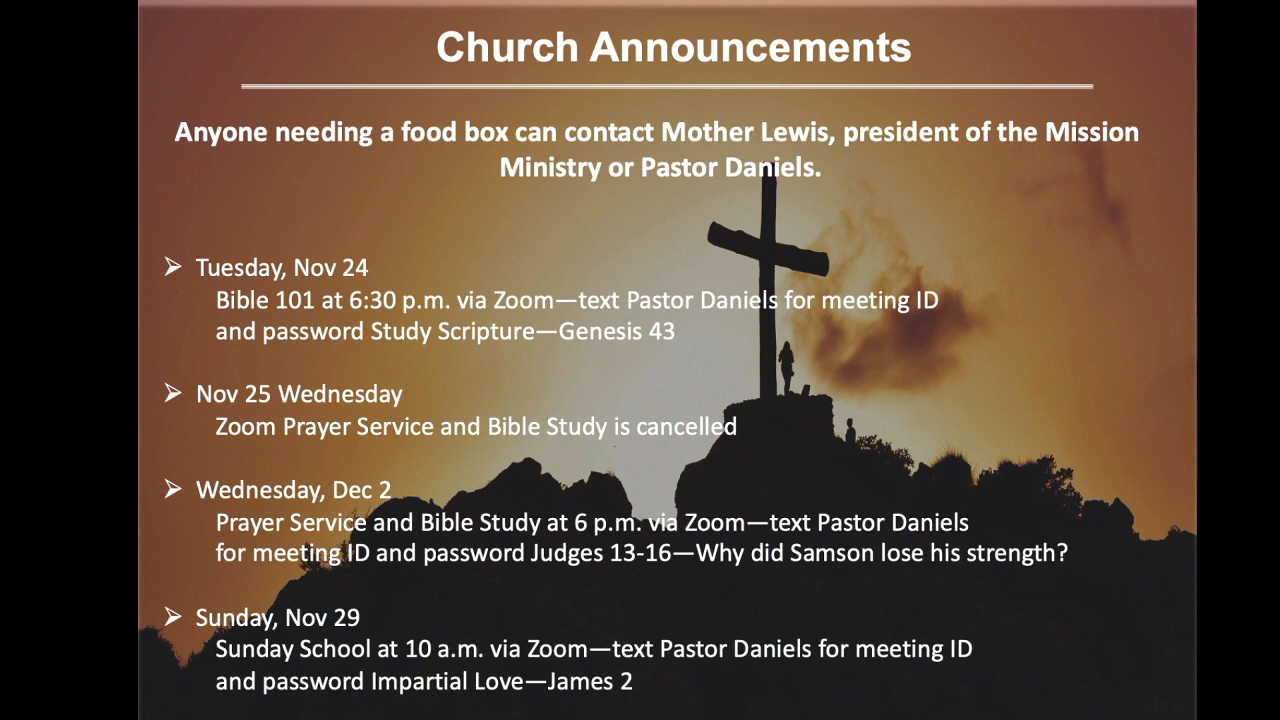 Church Announcements
Anyone needing a food box can contact Mother Lewis, president of the Mission
Ministry or Pastor Daniels.
➢ Tuesday, Nov 24
Bible 101 at 6:30 p.m. via Zoom—text Pastor Daniels for meeting ID
and password Study Scripture—Genesis 43
➢ Nov 25 Wednesday
Zoom Prayer Service and Bible Study is cancelled
➢ Wednesday, Dec 2
Prayer Service and Bible Study at 6 p.m. via Zoom—text Pastor Daniels
for meeting ID and password Judges 13-16—Why did Samson lose his strength?
➢ Sunday, Nov 29
Sunday School at 10 a.m. via Zoom—text Pastor Daniels for meeting ID
and password Impartial Love—James 2